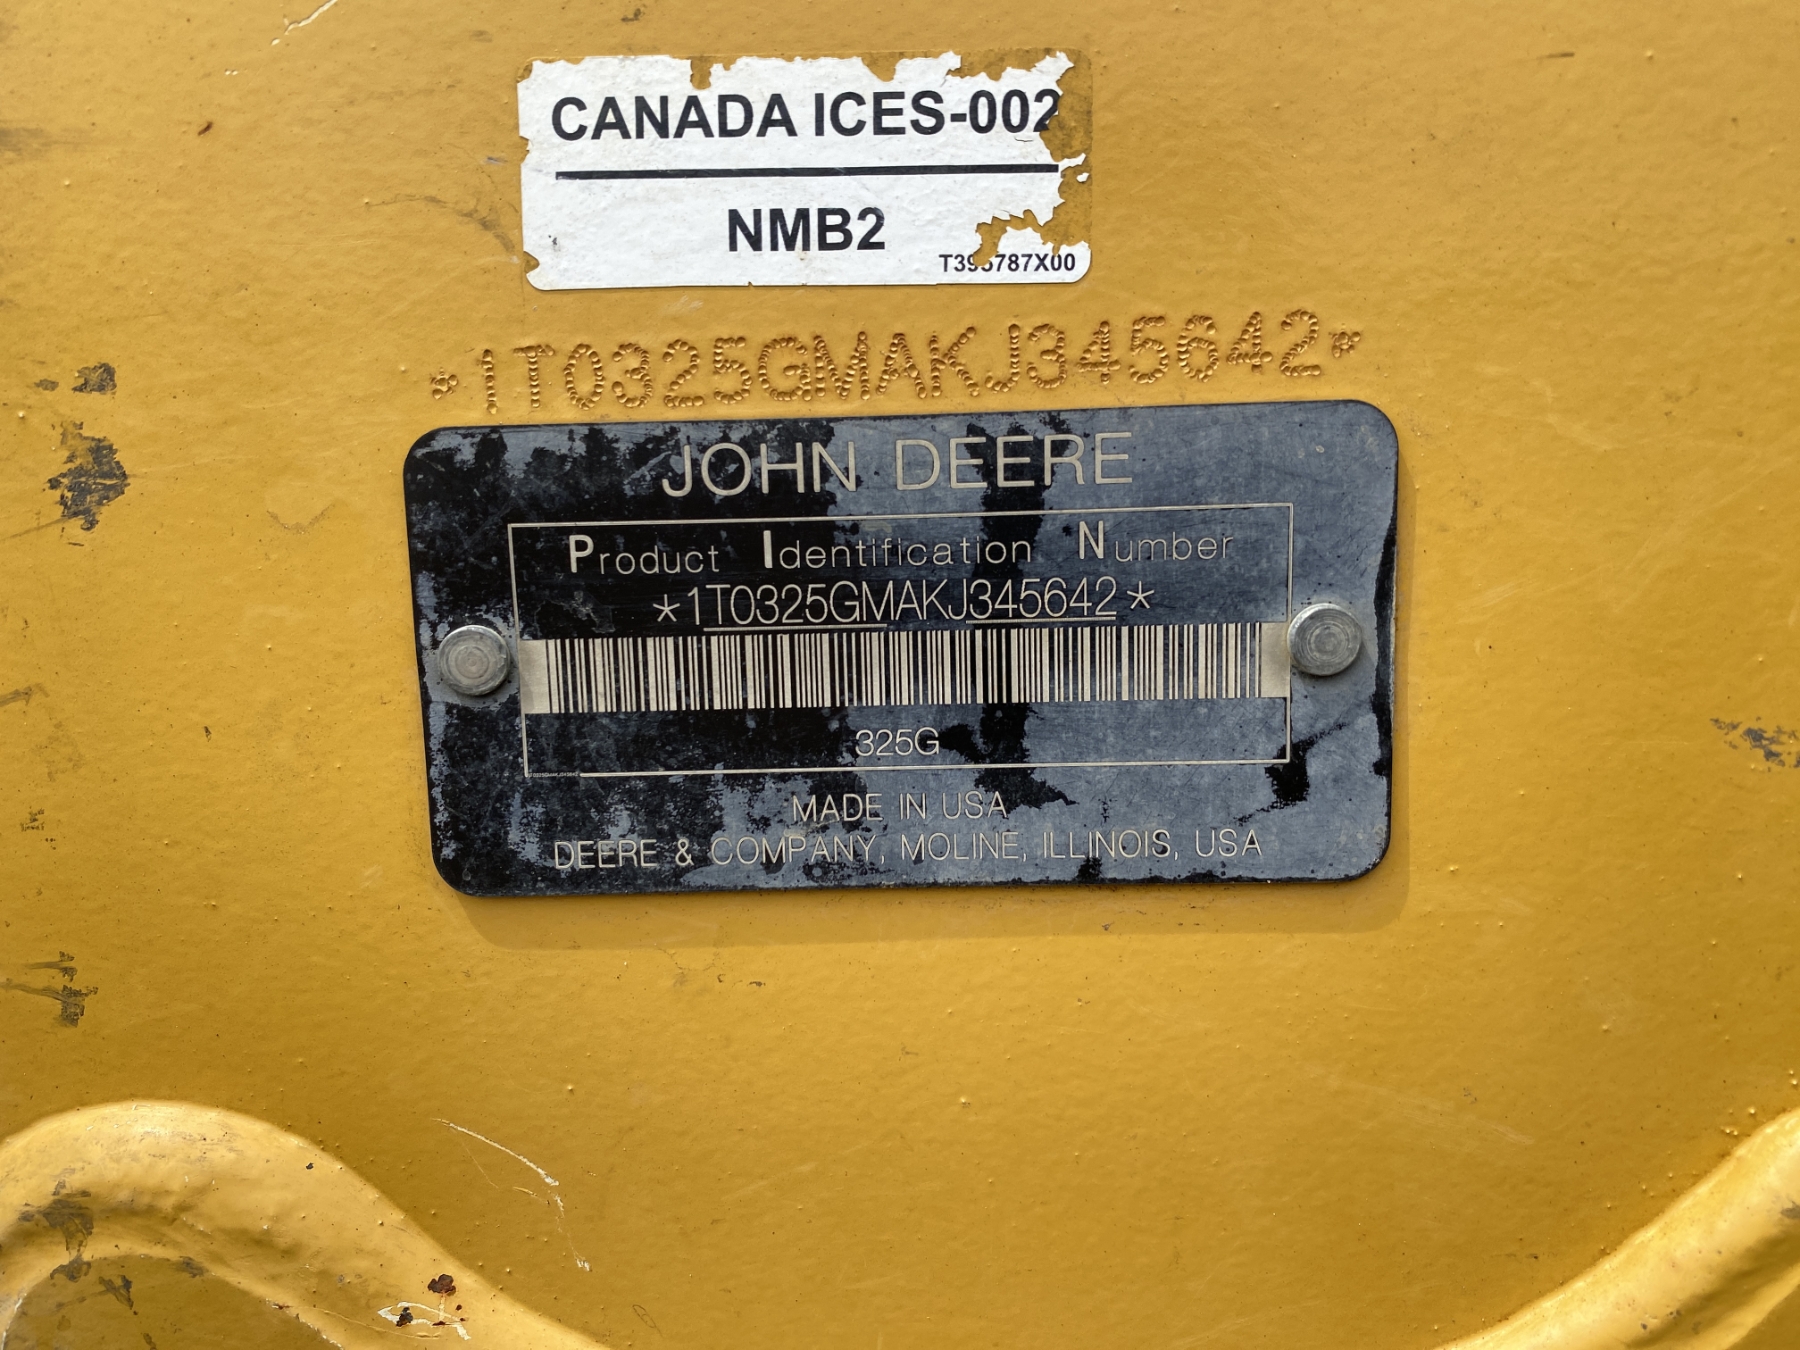 CANADA ICES-002
NMB2
*1T0325GMAKJ345642*
JOHN DEERE
Product Identification Number
*1T0325GMAKJ345642*
325G
MADE IN USA
DEERE & COMPANY, MOLINE, ILLINOIS, USA